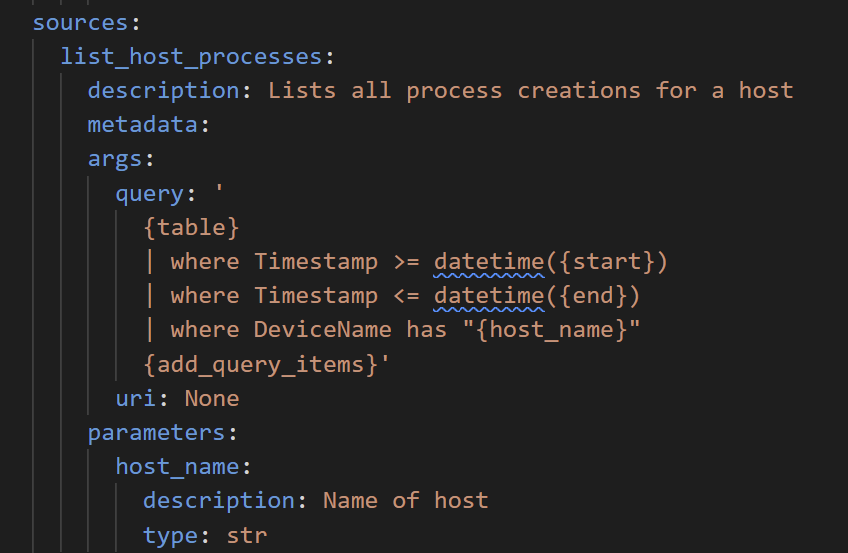 sources:
list_host_processes:
description: Lists all process creations for a host
metadata:
args:
query: '
{table}
| where Timestamp >= datetime({start})
| where Timestamp <= datetime({end})
| where DeviceName has "{host_name}"
{add_query_items}'
uri: None
parameters:
host_name:
description: Name of host
type: str